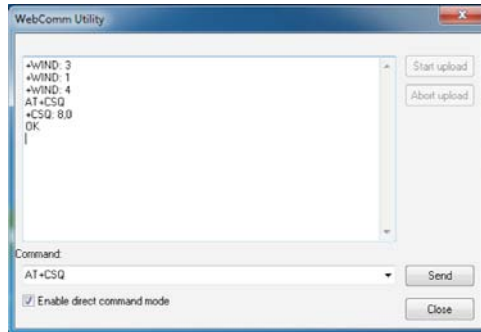 WebComm Utility
+WIND: 3
+WIND: 1
+WIND: 4
AT+CSQ
+CSQ: 8,0
OK
Start upload
Abort upload
Command:
AT+CSQ
Send
Enable direct command mode
Close